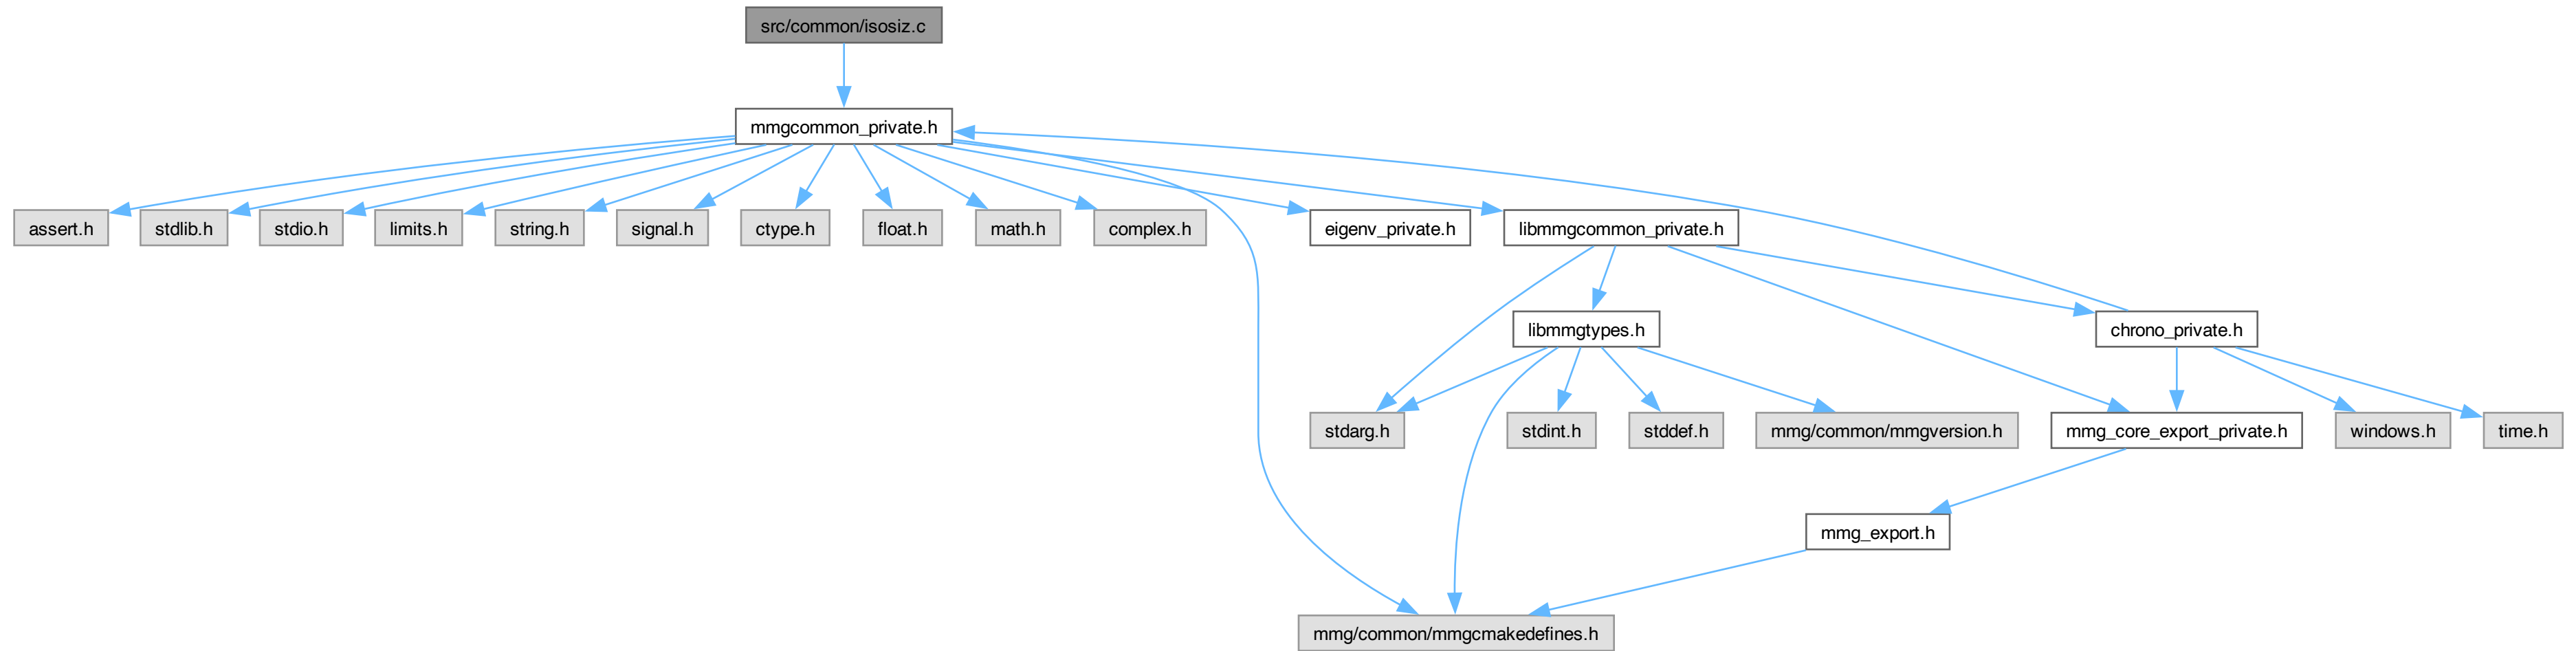 src/common/isosiz.c
mmgcommon_private.h
assert.h
stdlib.h
stdio.h
limits.h
string.h
signal.h
ctype.h
float.h
math.h
complex.h
eigenv_private.h
libmmgcommon_private.h
libmmgtypes.h
chrono_private.h
stdarg.h
stdint.h
stddef.h
mmg/common/mmgversion.h
mmg_core_export_private.h
windows.h
time.h
mmg_export.h
mmg/common/mmgcmakedefines.h